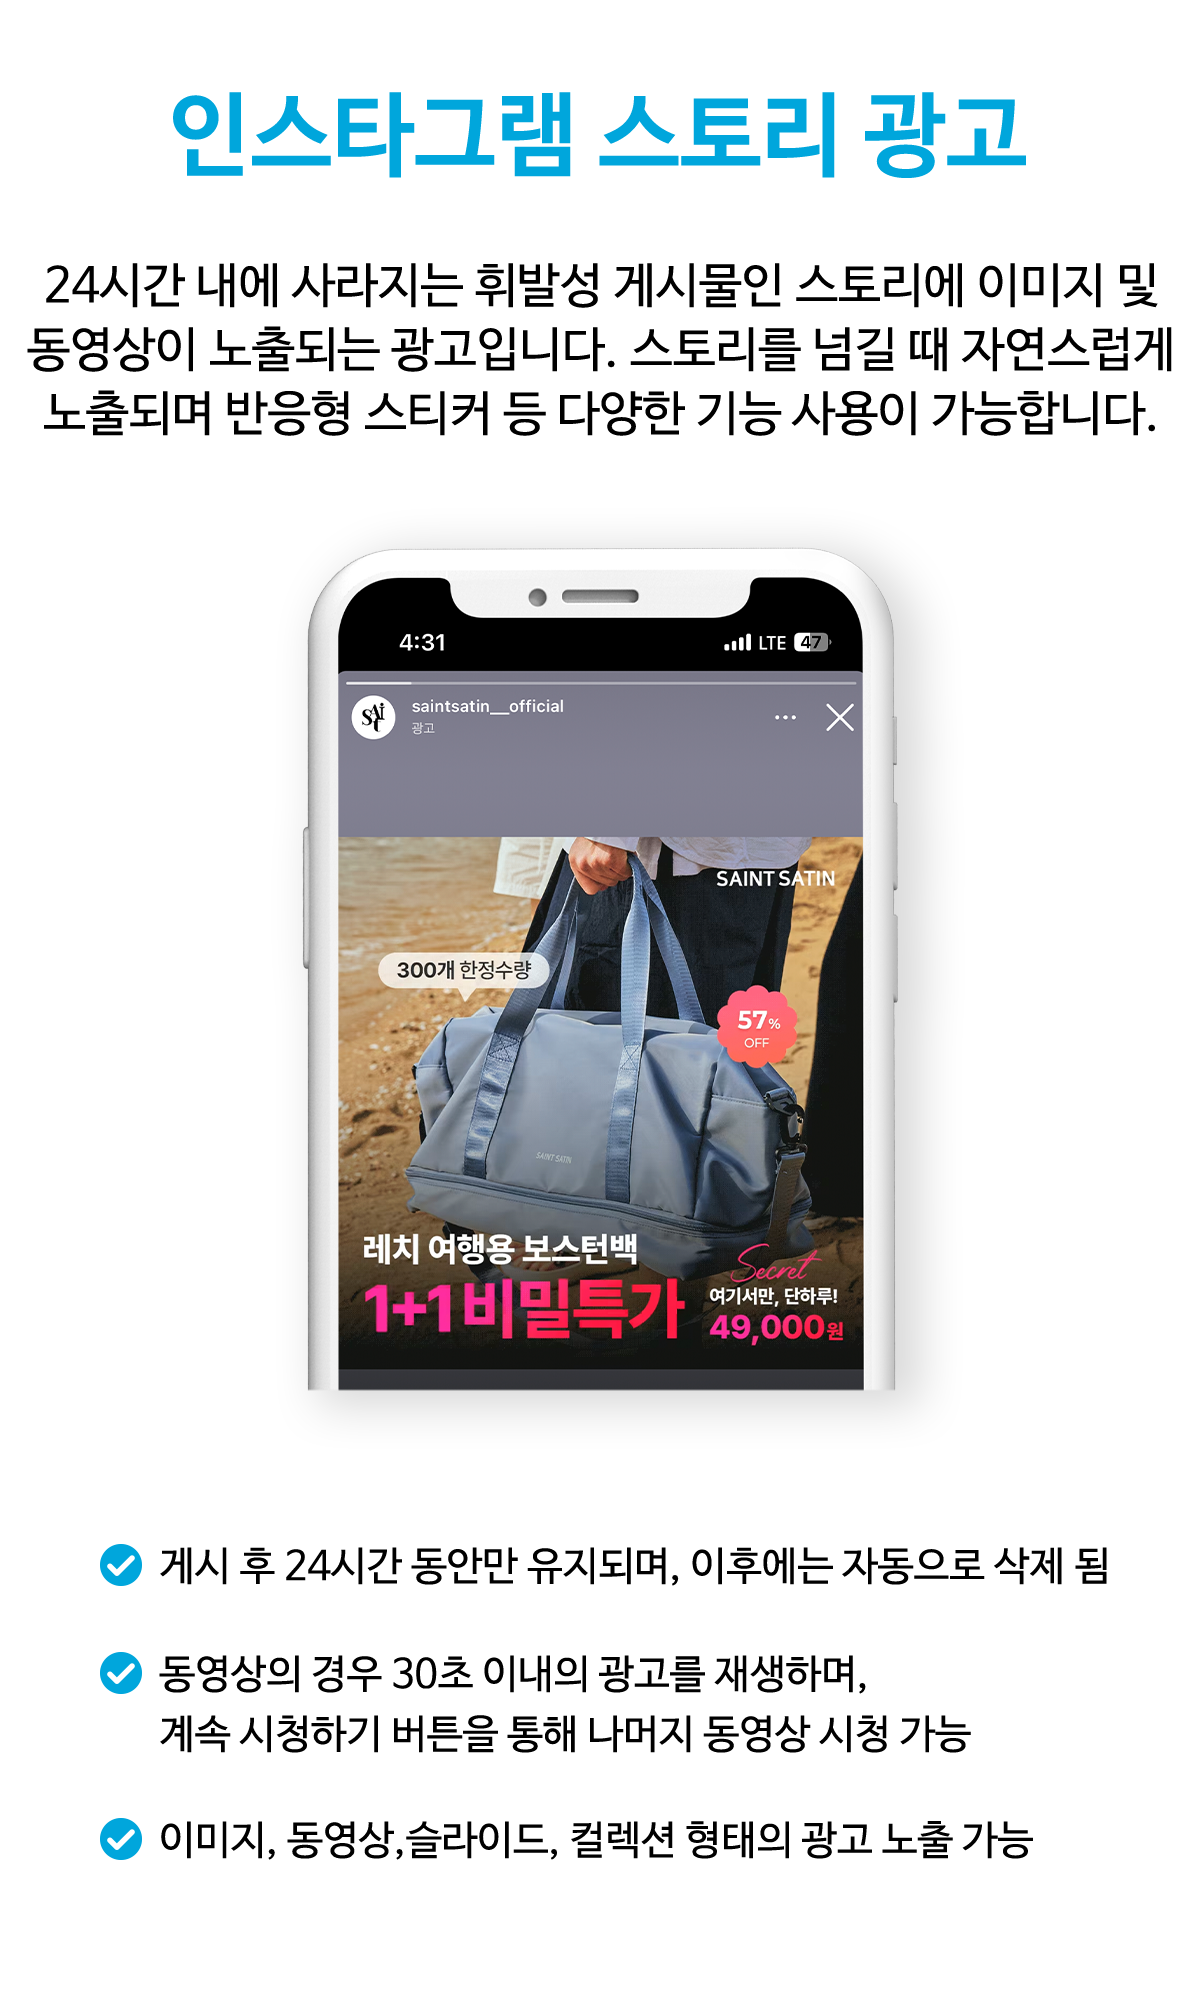 인스타그램 스토리 광고
24시간 내에 사라지는 휘발성 게시물인 스토리에 이미지 및
동영상이 노출되는 광고입니다. 스토리를 넘길 때 자연스럽게
노출되며 반응형 스티커 등 다양한 기능 사용이 가능합니다.
4:31
LTE 47
SAiNt
saintsatin__official
광고
SAINT SATIN
300개 한정수량
57%
OFF
SAINT SATIN
레치 여행용 보스턴백
1+1 비밀특가
Secret
여기서만, 단하루!
49,000원
게시 후 24시간 동안만 유지되며, 이후에는 자동으로 삭제 됨
동영상의 경우 30초 이내의 광고를 재생하며,
계속 시청하기 버튼을 통해 나머지 동영상 시청 가능
이미지, 동영상,슬라이드, 컬렉션 형태의 광고 노출 가능